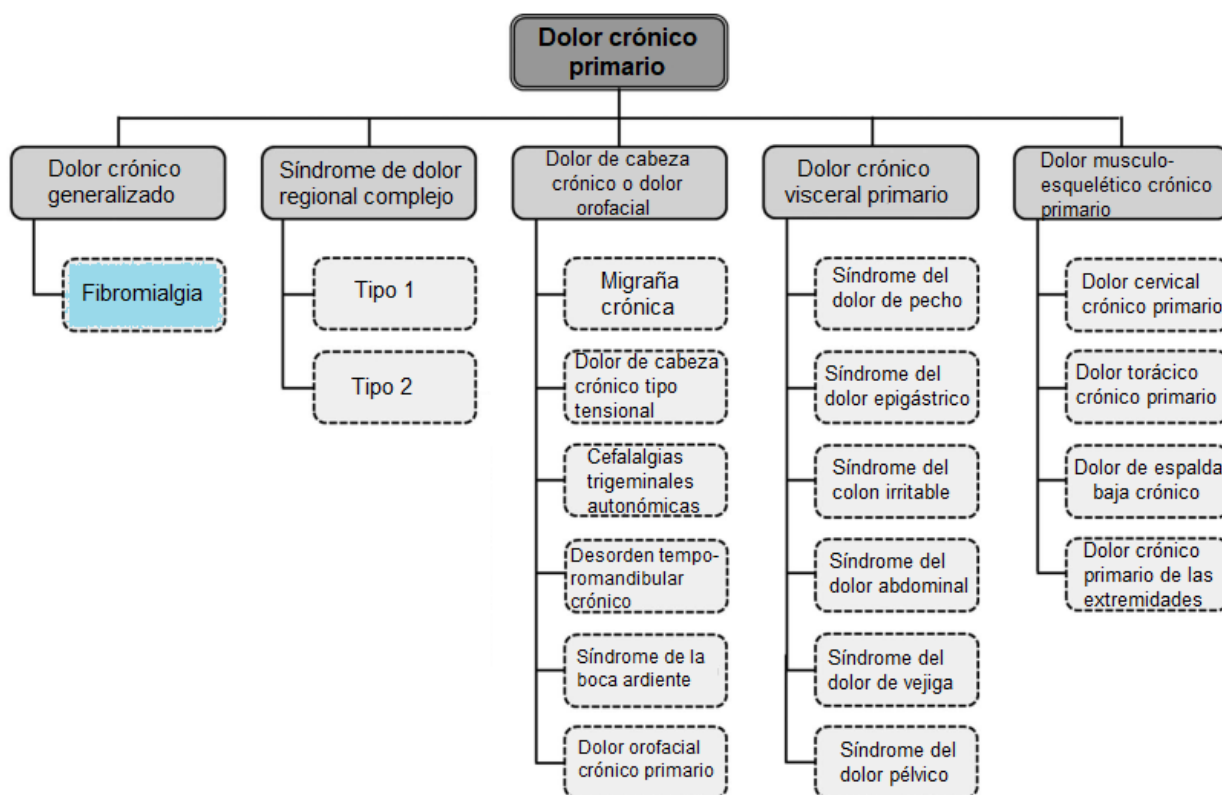 Dolor crónico
primario
Dolor crónico
generalizado
Fibromialgia
Síndrome de dolor
regional complejo
Tipo 1
Tipo 2
Dolor de cabeza
crónico o dolor
orofacial
Migraña
crónica
Dolor de cabeza
crónico tipo
tensional
Cefalalgias
trigeminales
autonómicas
Desorden tempo-
romandibular
crónico
Síndrome de la
boca ardiente
Dolor orofacial
crónico primario
Dolor crónico
visceral primario
Síndrome del
dolor de pecho
Síndrome del
dolor epigástrico
Síndrome del
colon irritable
Síndrome del
dolor abdominal
Síndrome del
dolor de vejiga
Síndrome del
dolor pélvico
Dolor musculo-
esquelético crónico
primario
Dolor cervical
crónico primario
Dolor torácico
crónico primario
Dolor de espalda
baja crónico
Dolor crónico
primario de las
extremidades